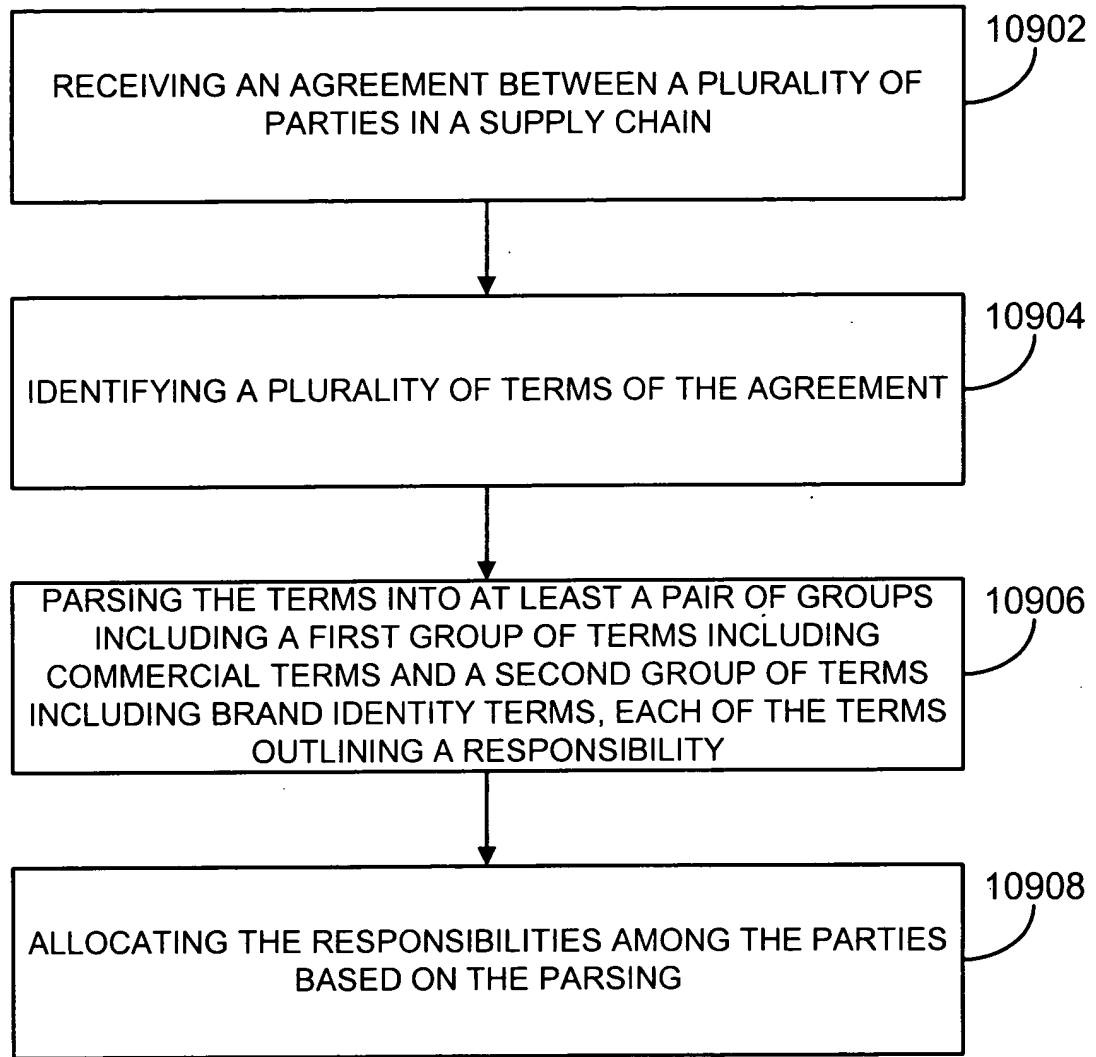 10902
RECEIVING AN AGREEMENT BETWEEN A PLURALITY OF
PARTIES IN A SUPPLY CHAIN
10904
IDENTIFYING A PLURALITY OF TERMS OF THE AGREEMENT
10906
PARSING THE TERMS INTO AT LEAST A PAIR OF GROUPS
INCLUDING A FIRST GROUP OF TERMS INCLUDING
COMMERCIAL TERMS AND A SECOND GROUP OF TERMS
INCLUDING BRAND IDENTITY TERMS, EACH OF THE TERMS
OUTLINING A RESPONSIBILITY
10908
ALLOCATING THE RESPONSIBILITIES AMONG THE PARTIES
BASED ON THE PARSING